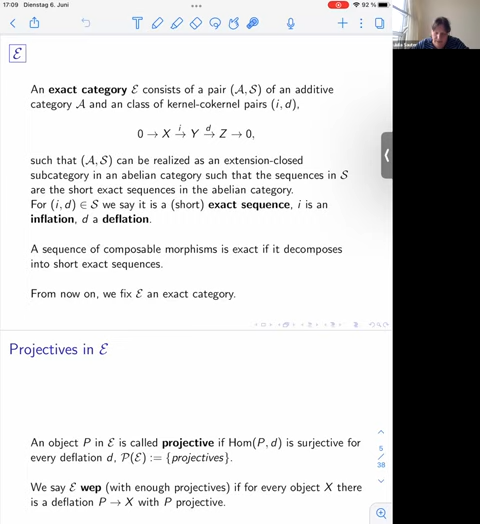 17:09 Dienstag 6. Juni
92 %
ℰ
An exact category ℰ consists of a pair (𝒜, 𝒮) of an additive
category 𝒜 and an class of kernel-cokernel pairs (i, d),
0 → X →ⁱ Y →ᵈ Z → 0,
such that (𝒜, 𝒮) can be realized as an extension-closed
subcategory in an abelian category such that the sequences in 𝒮
are the short exact sequences in the abelian category.
For (i, d) ∈ 𝒮 we say it is a (short) exact sequence, i is an
inflation, d a deflation.
A sequence of composable morphisms is exact if it decomposes
into short exact sequences.
From now on, we fix ℰ an exact category.
Projectives in ℰ
An object P in ℰ is called projective if Hom(P, d) is surjective for
every deflation d, 𝒫(ℰ) := {projectives}.
We say ℰ wep (with enough projectives) if for every object X there
is a deflation P → X with P projective.
5
/
38